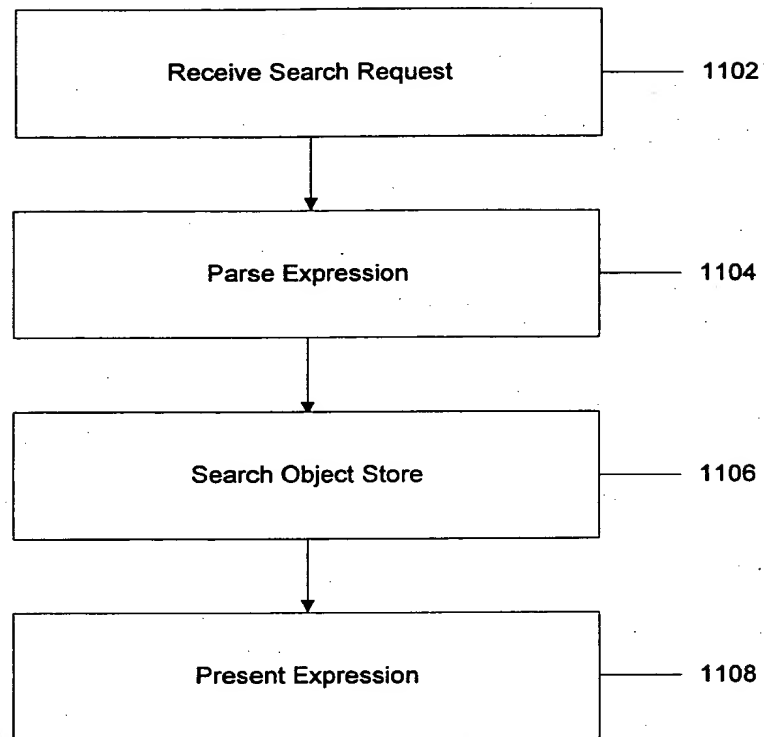 Receive Search Request 1102
Parse Expression 1104
Search Object Store 1106
Present Expression 1108